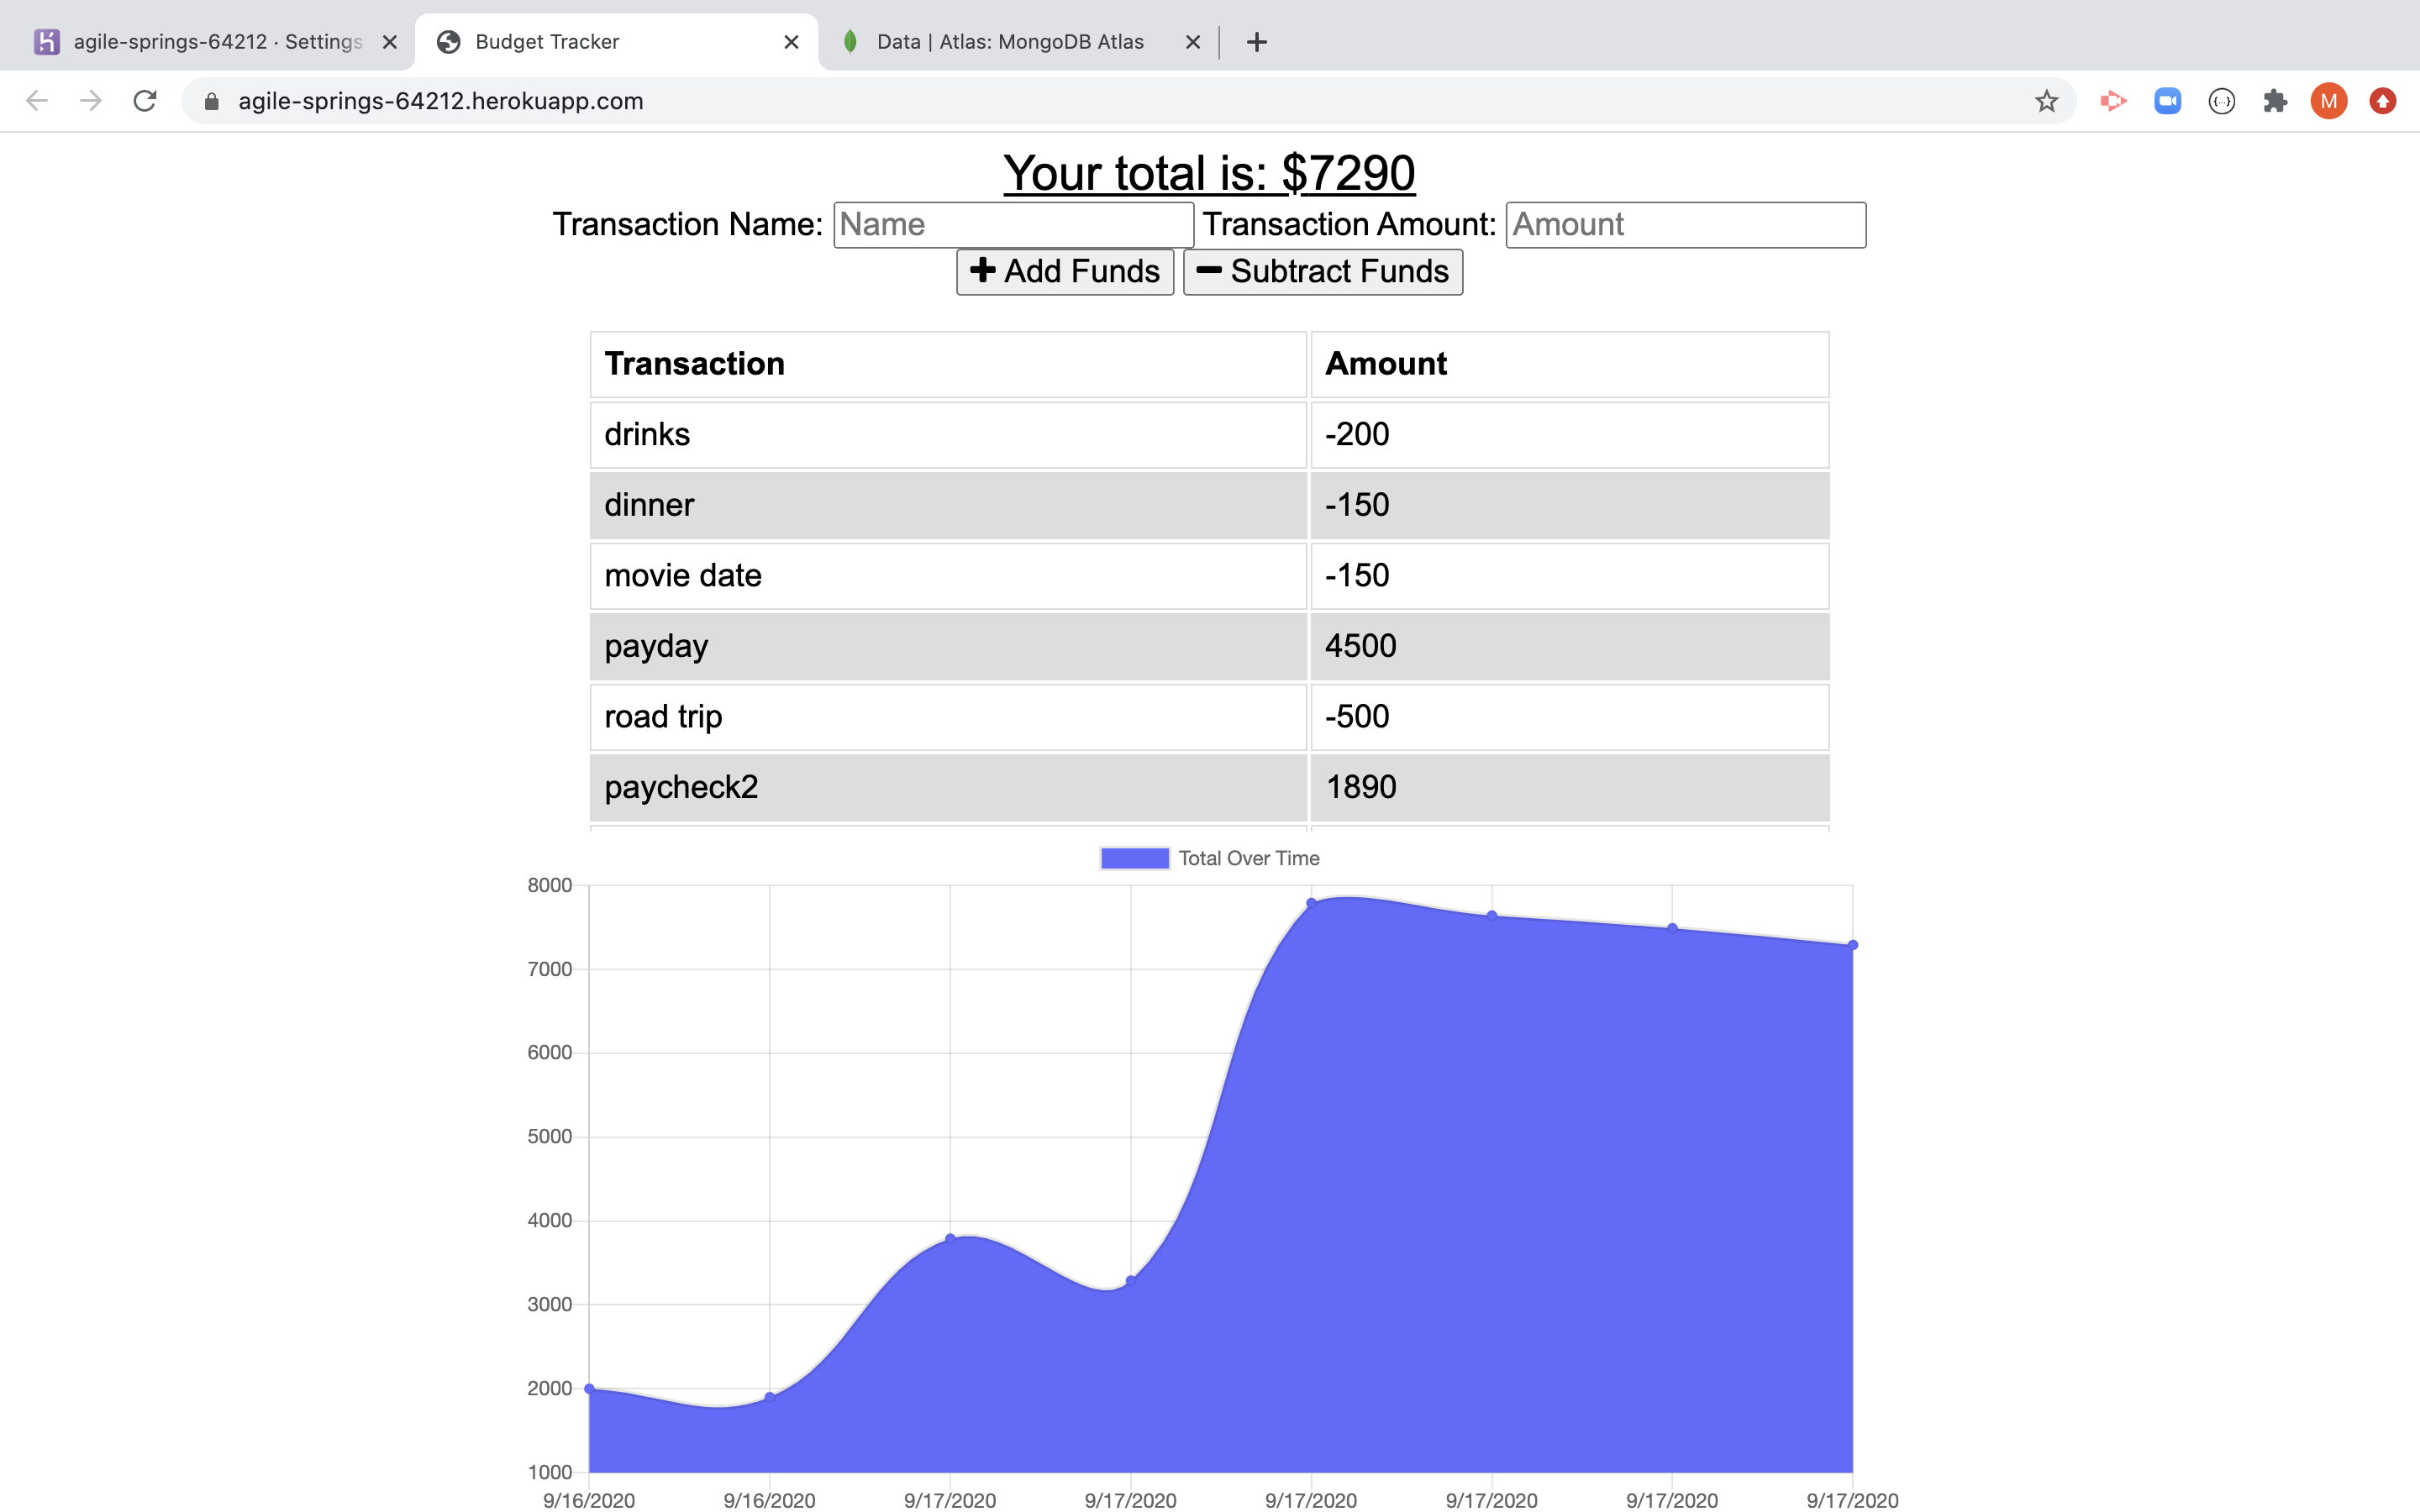 agile-springs-64212 · Settings
Budget Tracker
Data | Atlas: MongoDB Atlas
agile-springs-64212.herokuapp.com
M
Your total is: $7290
Transaction Name: Name Transaction Amount: Amount
Add Funds Subtract Funds
Transaction Amount
drinks -200
dinner -150
movie date -150
payday 4500
road trip -500
paycheck2 1890
Total Over Time
8000
7000
6000
5000
4000
3000
2000
1000
9/16/2020 9/16/2020 9/17/2020 9/17/2020 9/17/2020 9/17/2020 9/17/2020 9/17/2020